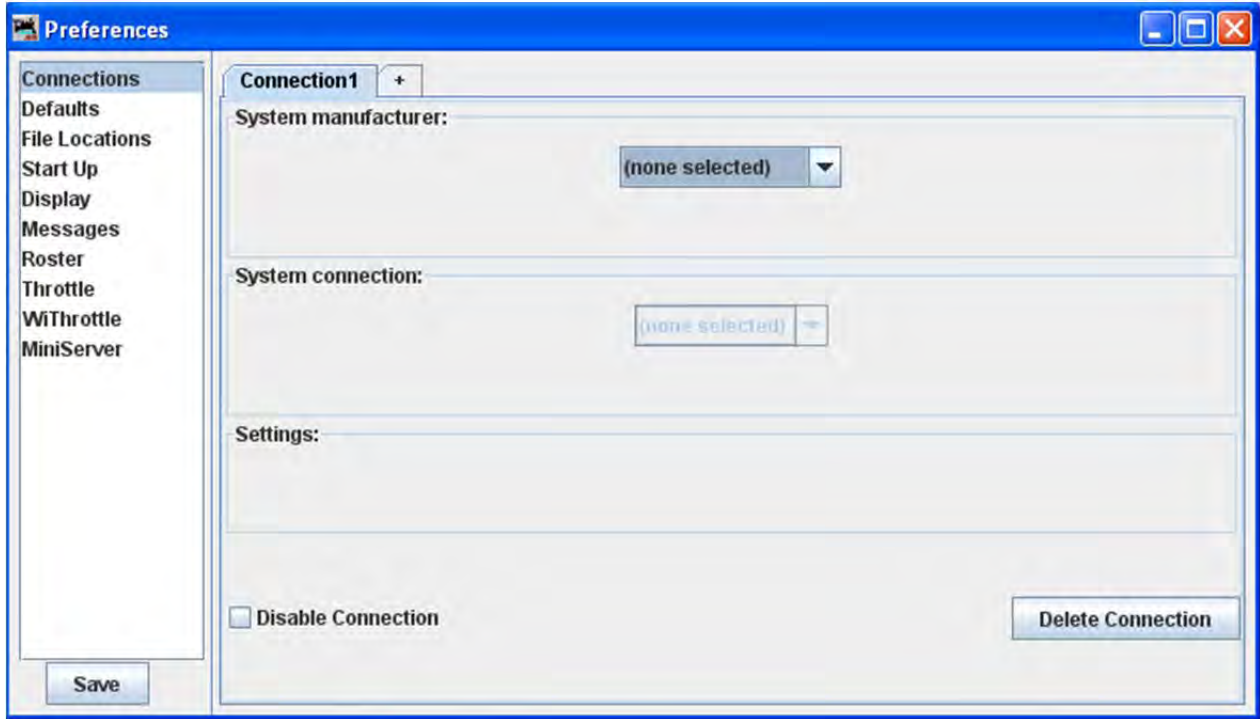 Preferences
Connections
Defaults
File Locations
Start Up
Display
Messages
Roster
Throttle
WiThrottle
MiniServer
Save
Connection1 +
System manufacturer:
(none selected)
System connection:
(none selected)
Settings:
Disable Connection
Delete Connection